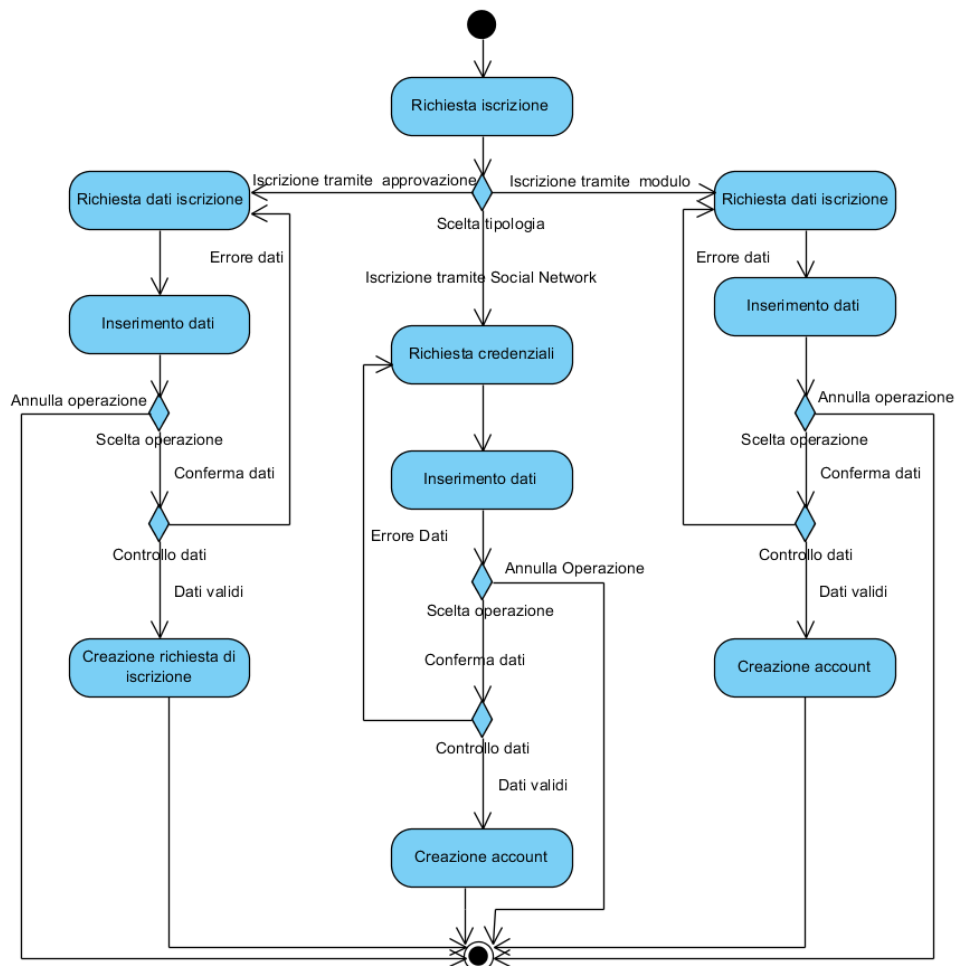 Richiesta iscrizione
Iscrizione tramite approvazione
Iscrizione tramite modulo
Richiesta dati iscrizione
Richiesta dati iscrizione
Scelta tipologia
Errore dati
Errore dati
Iscrizione tramite Social Network
Inserimento dati
Inserimento dati
Richiesta credenziali
Annulla operazione
Annulla operazione
Scelta operazione
Scelta operazione
Conferma dati
Conferma dati
Inserimento dati
Errore Dati
Controllo dati
Controllo dati
Annulla Operazione
Dati validi
Dati validi
Scelta operazione
Creazione richiesta di
iscrizione
Conferma dati
Creazione account
Controllo dati
Dati validi
Creazione account